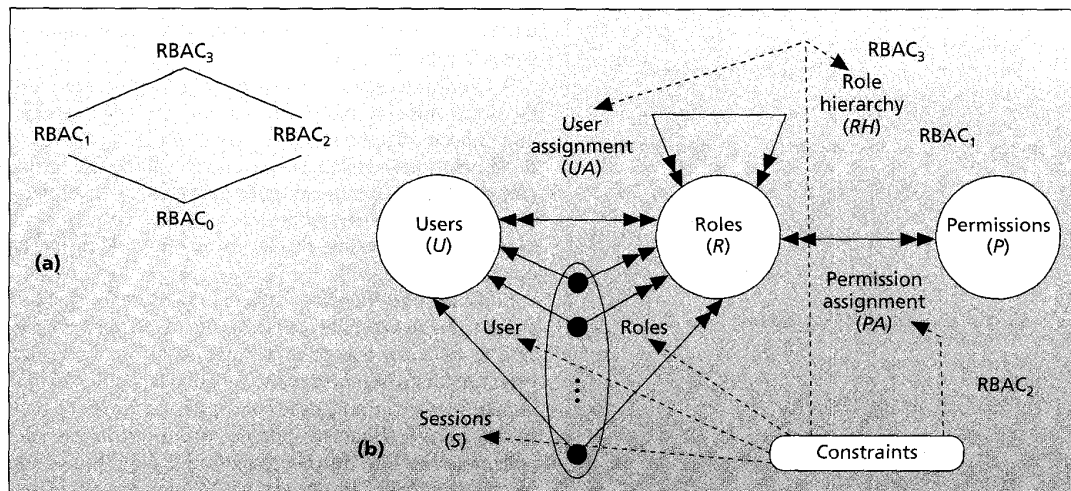 RBAC₃
RBAC₁
RBAC₂
RBAC₀
(a)
RBAC₃
Role
hierarchy
(RH)
RBAC₁
User
assignment
(UA)
Users
(U)
Roles
(R)
Permissions
(P)
Permission
assignment
(PA)
User
Roles
RBAC₂
Sessions
(S)
(b)
Constraints